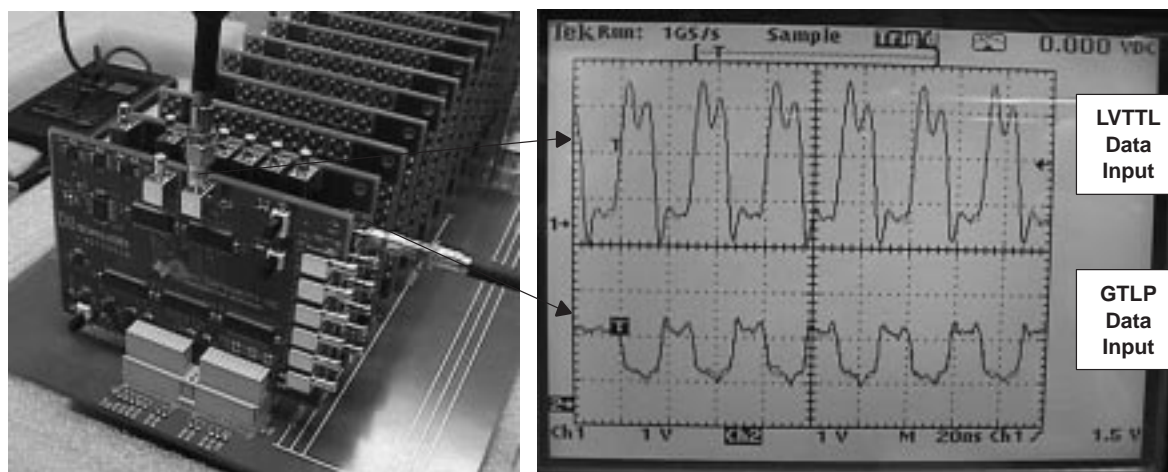 Tek Run: 1GS/s Sample
0.000 VDC
T
T
1→
T
Ch1 1 V Ch2 1 V M 20ns Ch1 1.5 V
LVTTL
Data
Input
GTLP
Data
Input